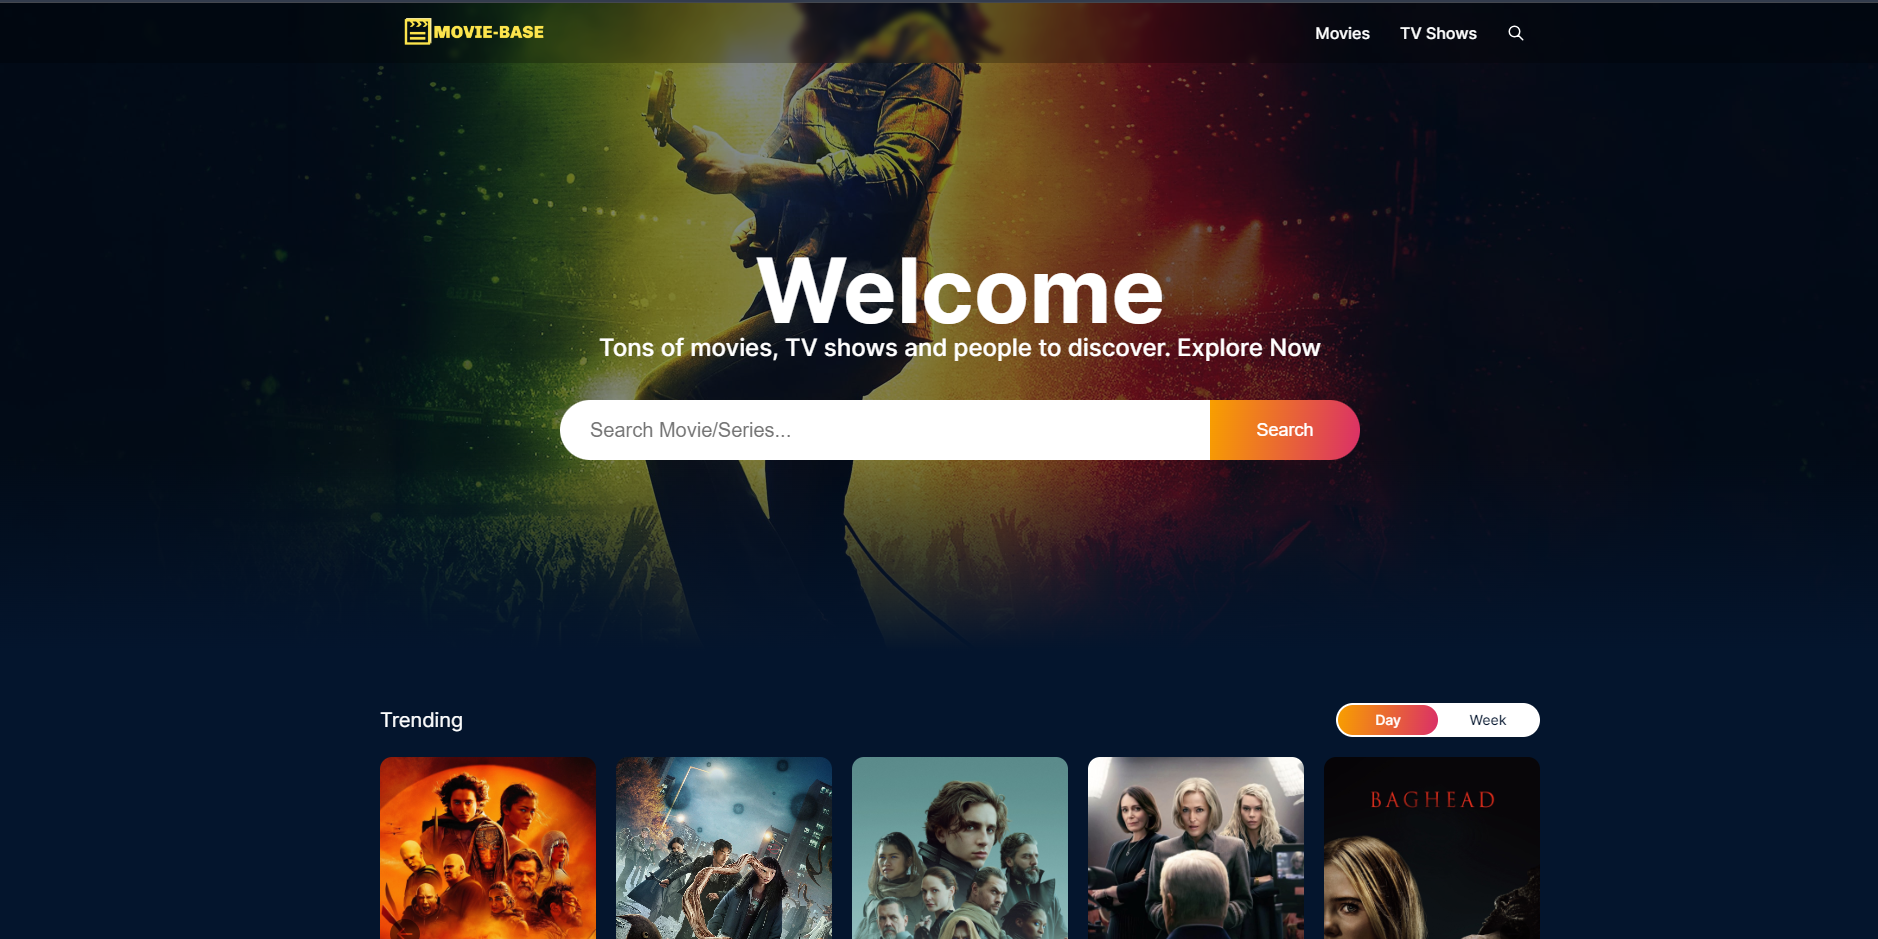 MOVIE-BASE
Movies
TV Shows
Welcome
Tons of movies, TV shows and people to discover. Explore Now
Search Movie/Series...
Search
Trending
Day
Week
BAGHEAD